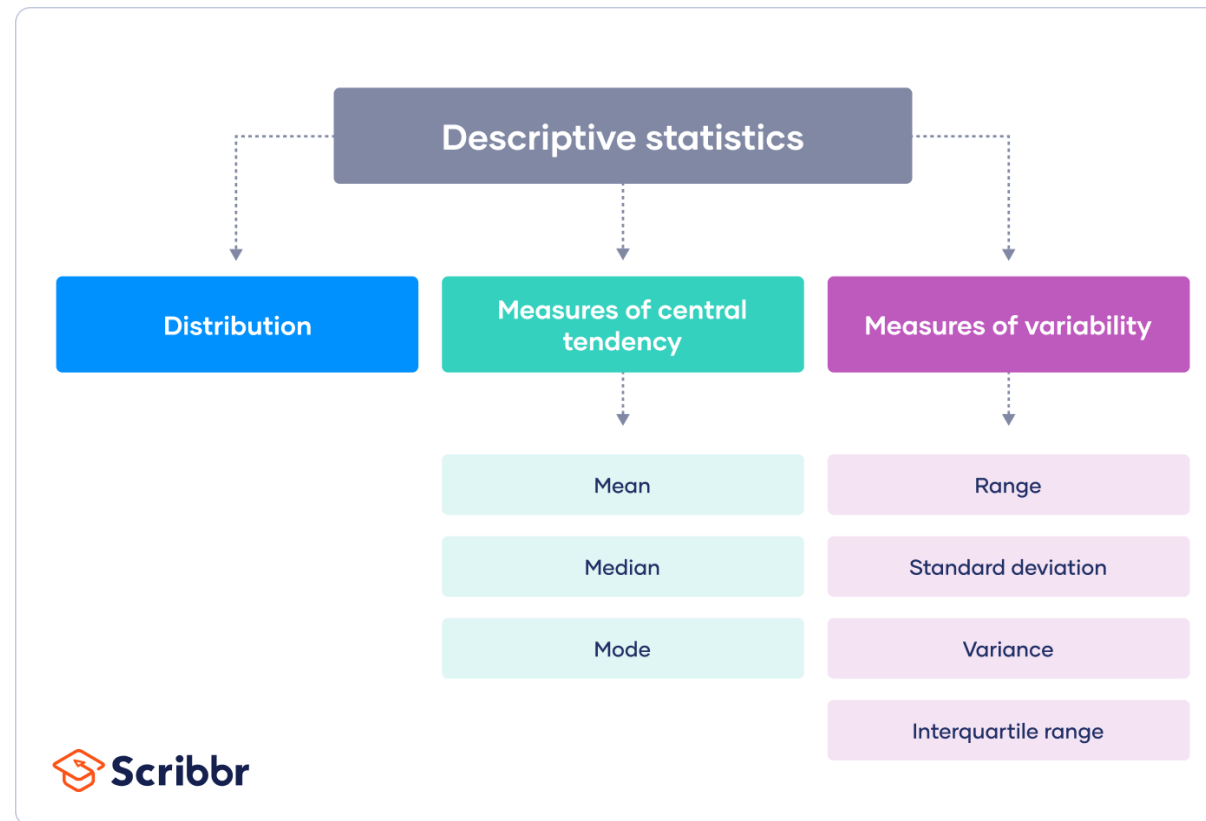 Descriptive statistics
Distribution
Measures of central
tendency
Measures of variability
Mean
Median
Mode
Range
Standard deviation
Variance
Interquartile range
Scribbr